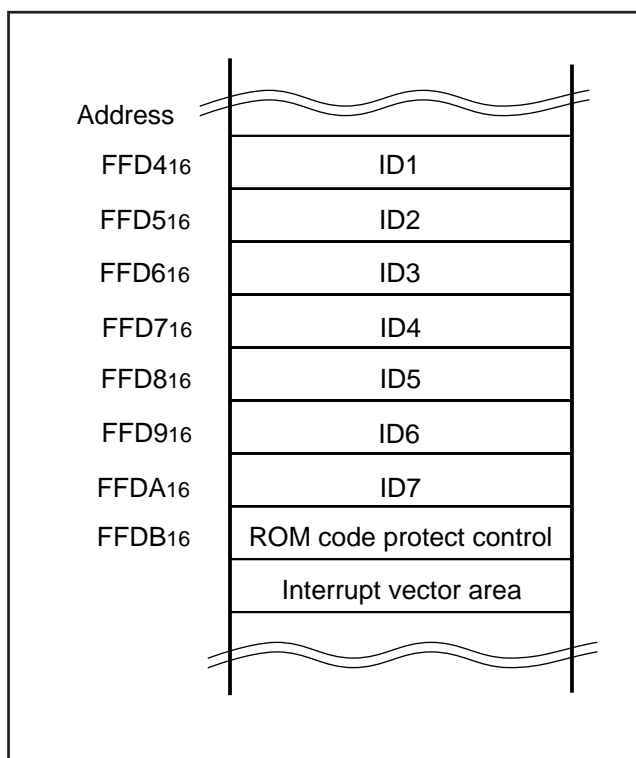 Address
FFD416 ID1
FFD516 ID2
FFD616 ID3
FFD716 ID4
FFD816 ID5
FFD916 ID6
FFDA16 ID7
FFDB16 ROM code protect control
Interrupt vector area